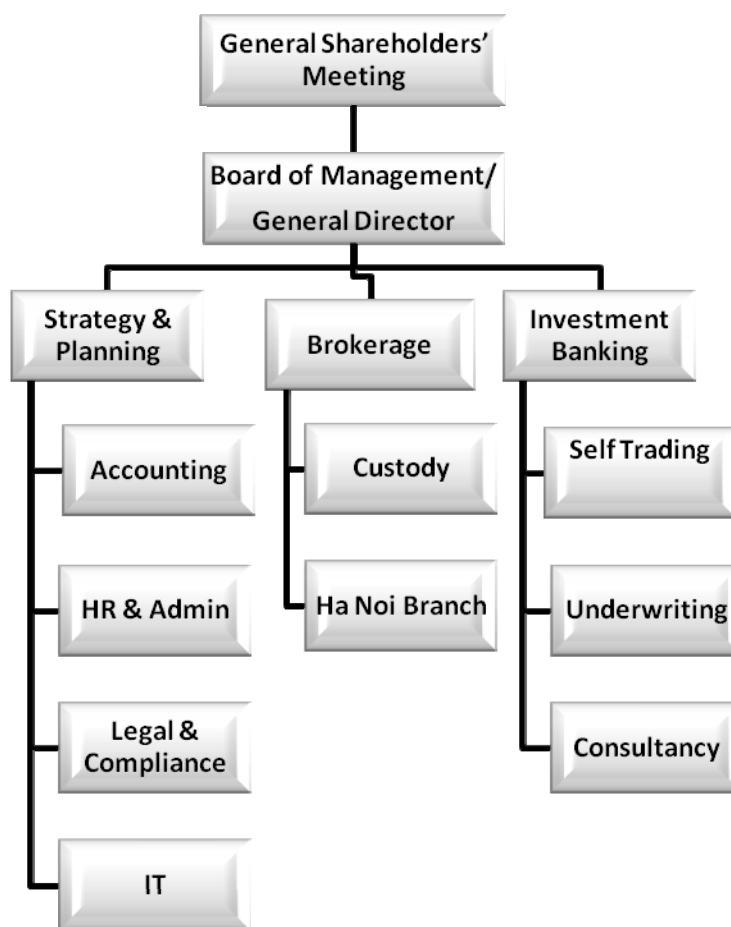 General Shareholders’
Meeting
Board of Management/
General Director
Strategy &
Planning
Brokerage
Investment
Banking
Accounting
Custody
Self Trading
HR & Admin
Ha Noi Branch
Underwriting
Legal &
Compliance
Consultancy
IT